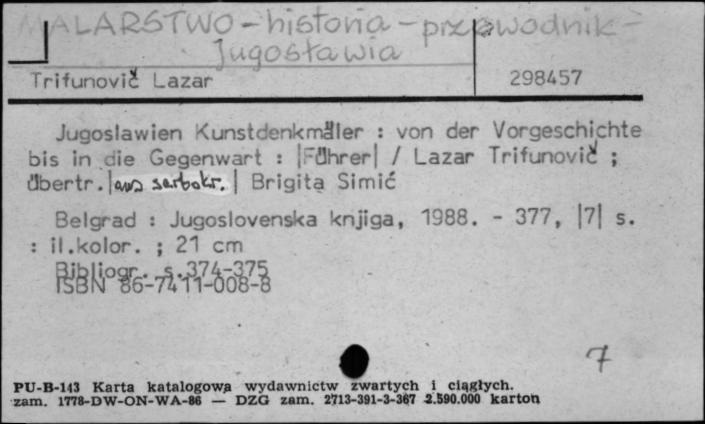 MALARSTWO - historia - przewodnik -
Jugosławia
Trifunović Lazar 298457
Jugoslawien Kunstdenkmäler : von der Vorgeschichte
bis in die Gegenwart : |Führer| / Lazar Trifunović ;
übertr. |aus serbokr.| Brigita Simić
Belgrad : Jugoslovenska knjiga, 1988. - 377, |7| s.
: il.kolor. ; 21 cm
Bibliogr. s.374-375
ISBN 86-7411-008-8
7
PU-B-143 Karta katalogowa wydawnictw zwartych i ciągłych.
zam. 1778-DW-ON-WA-86 — DZG zam. 2713-391-3-367 2.590.000 karton